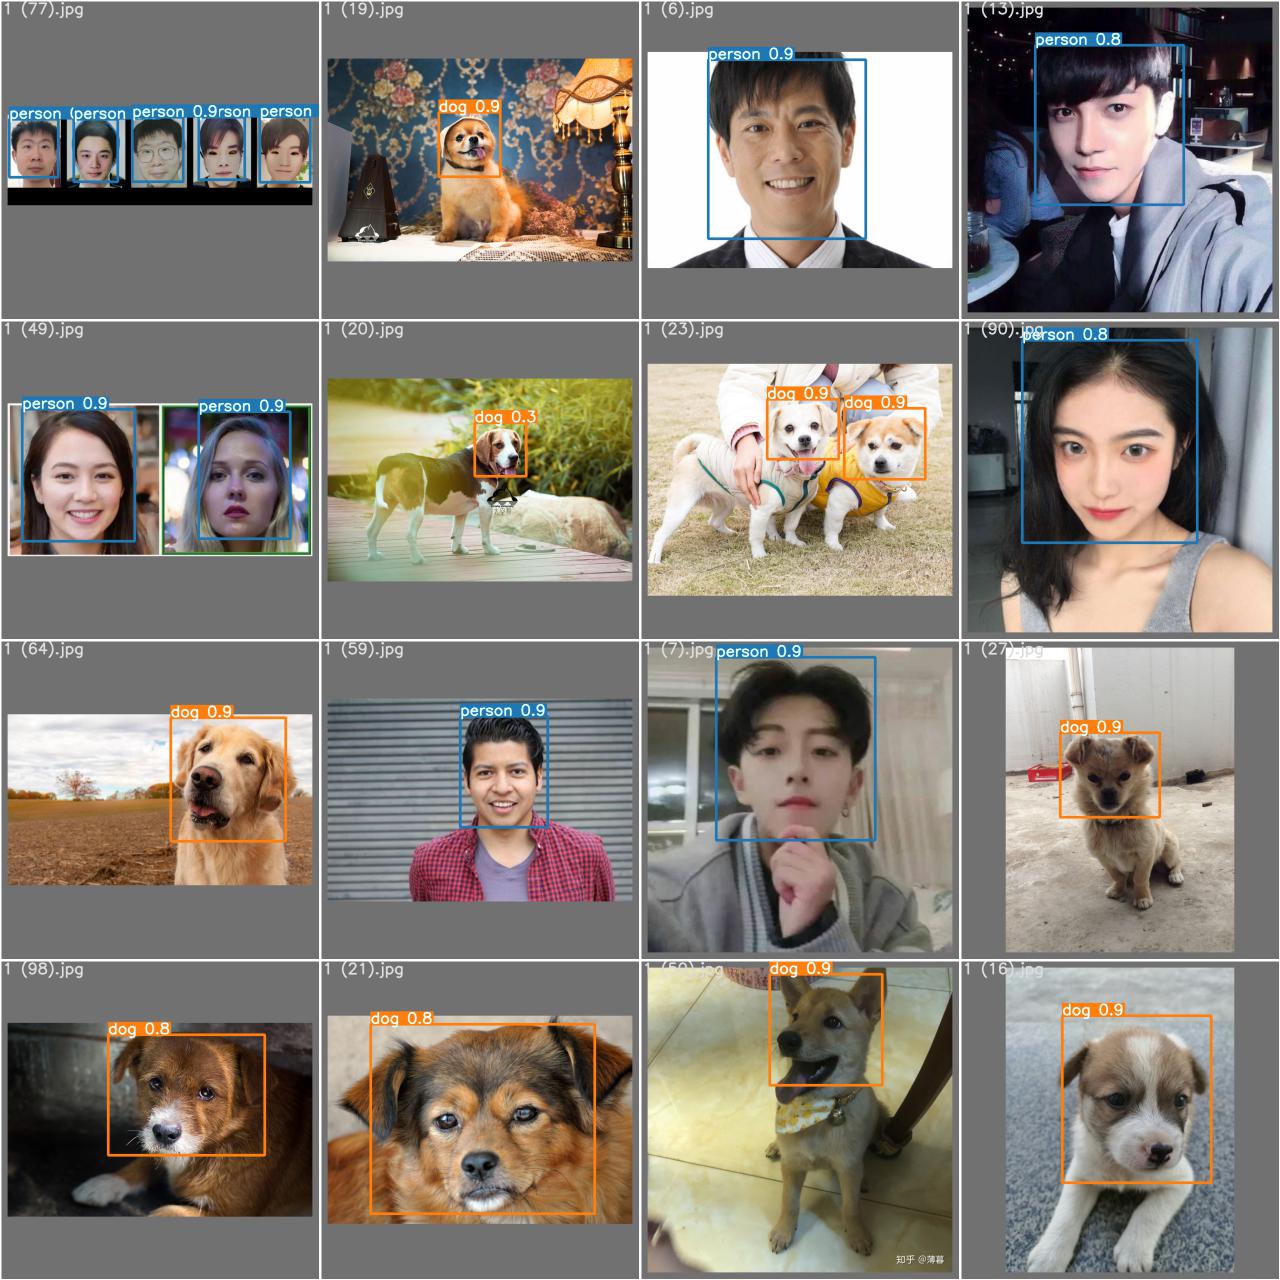 1 (77).jpg
1 (19).jpg
1 (6).jpg
1 (13).jpg
person
person
person 0.9
rson
person
dog 0.9
person 0.9
person 0.8
1 (49).jpg
1 (20).jpg
1 (23).jpg
1 (90).jpg
person 0.9
person 0.9
dog 0.3
dog 0.9
dog 0.9
person 0.8
1 (64).jpg
1 (59).jpg
1 (7).jpg
1 (27).jpg
dog 0.9
person 0.9
person 0.9
dog 0.9
1 (98).jpg
1 (21).jpg
1 (50).jpg
1 (16).jpg
dog 0.8
dog 0.8
dog 0.9
dog 0.9
知乎 @薄暮